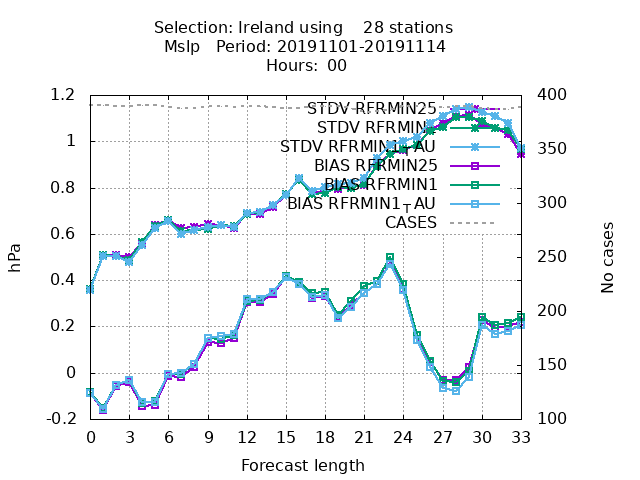 Selection: Ireland using 28 stations
Mslp Period: 20191101-20191114
Hours: 00
1.2
1
0.8
0.6
0.4
0.2
0
-0.2
hPa
400
350
300
250
200
150
100
No cases
STDV RFRMIN25
STDV RFRMIN1
STDV RFRMIN1TAU
BIAS RFRMIN25
BIAS RFRMIN1
BIAS RFRMIN1TAU
CASES
0 3 6 9 12 15 18 21 24 27 30 33
Forecast length